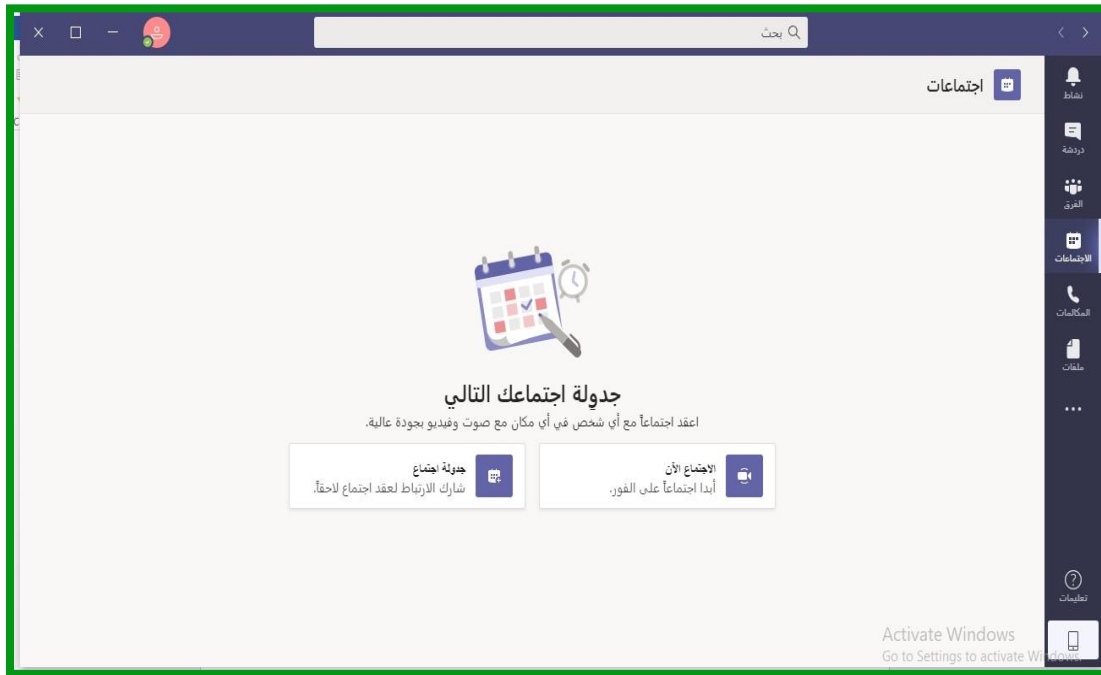 بحث
اجتماعات
نشاط
دردشة
الفرق
الاجتماعات
المكالمات
ملفات
جدولة اجتماعك التالي
اعقد اجتماعاً مع أي شخص في أي مكان مع صوت وفيديو بجودة عالية.
الاجتماع الآن
أبدا اجتماعاً على الفور.
جدولة اجتماع
شارك الارتباط لعقد اجتماع لاحقاً.
تعليمات
Activate Windows
Go to Settings to activate Windows.